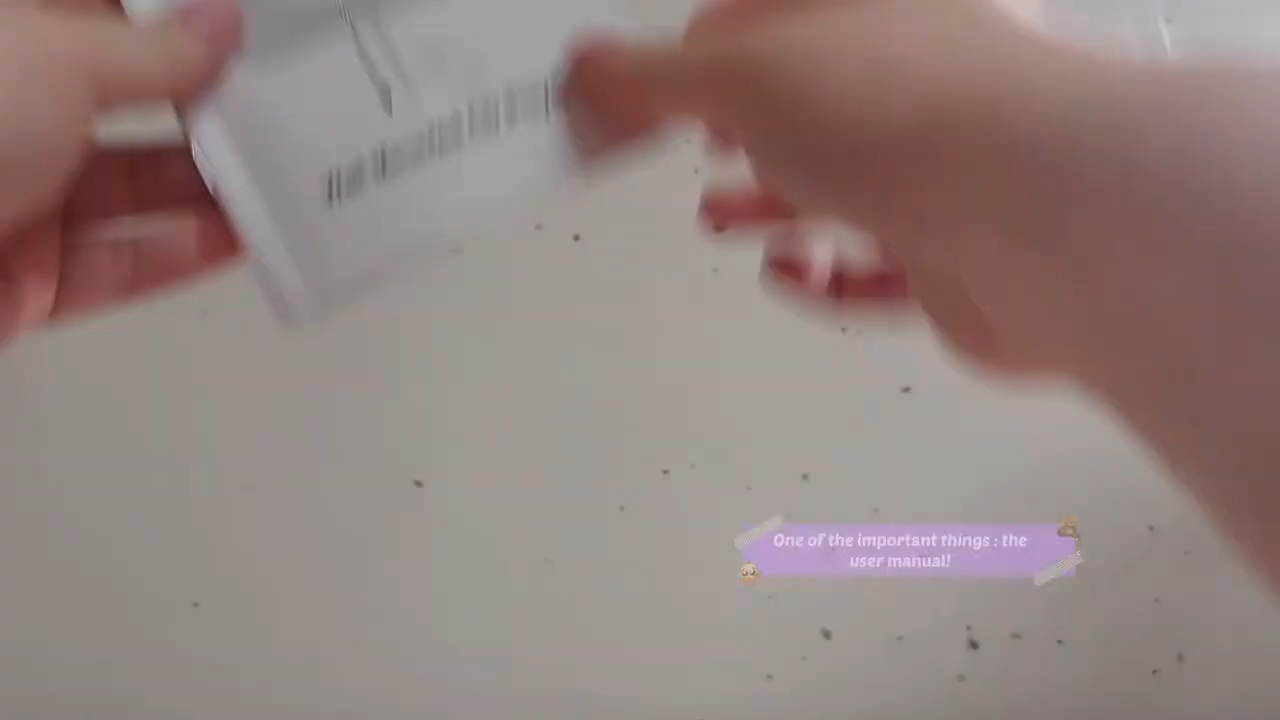 One of the important things : the
user manual!